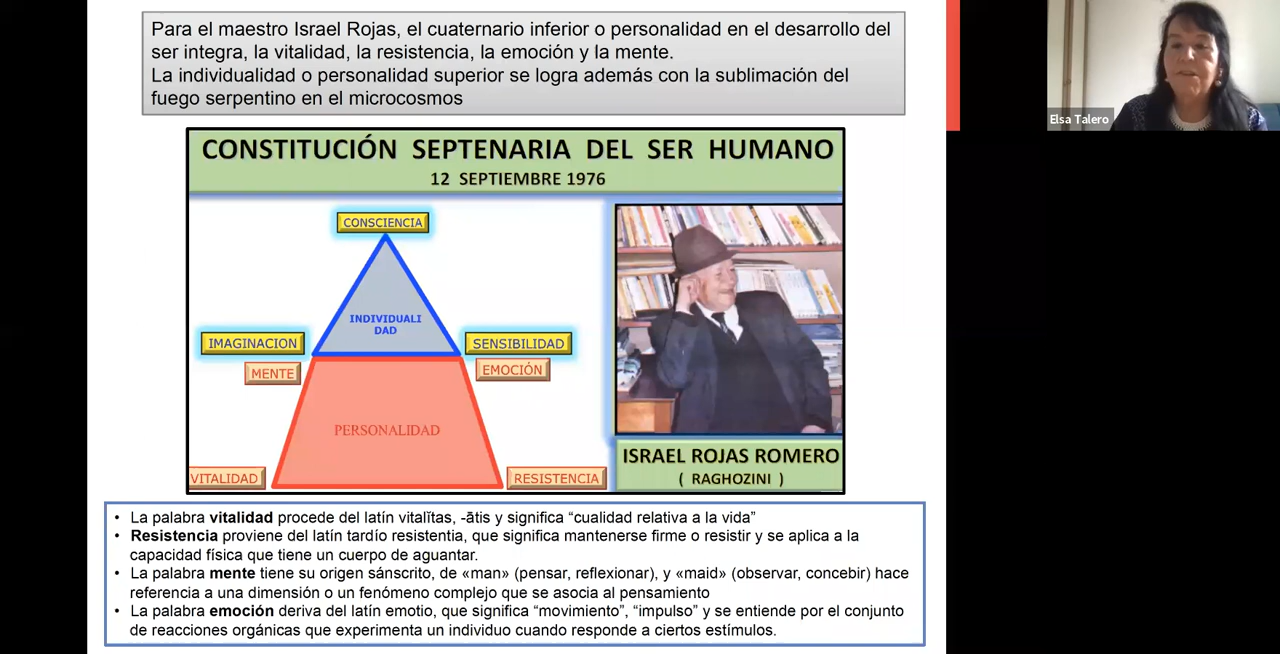 Para el maestro Israel Rojas, el cuaternario inferior o personalidad en el desarrollo del
ser integra, la vitalidad, la resistencia, la emoción y la mente.
La individualidad o personalidad superior se logra además con la sublimación del
fuego serpentino en el microcosmos
Elsa Talero
CONSTITUCIÓN SEPTENARIA DEL SER HUMANO
12 SEPTIEMBRE 1976
CONSCIENCIA
INDIVIDUALI
DAD
IMAGINACION
SENSIBILIDAD
MENTE
EMOCIÓN
PERSONALIDAD
VITALIDAD
RESISTENCIA
ISRAEL ROJAS ROMERO
( RAGHOZINI )
• La palabra vitalidad procede del latín vitalĭtas, -ātis y significa “cualidad relativa a la vida”
• Resistencia proviene del latín tardío resistentia, que significa mantenerse firme o resistir y se aplica a la
capacidad física que tiene un cuerpo de aguantar.
• La palabra mente tiene su origen sánscrito, de «man» (pensar, reflexionar), y «maid» (observar, concebir) hace
referencia a una dimensión o un fenómeno complejo que se asocia al pensamiento
• La palabra emoción deriva del latín emotio, que significa “movimiento”, “impulso” y se entiende por el conjunto
de reacciones orgánicas que experimenta un individuo cuando responde a ciertos estímulos.